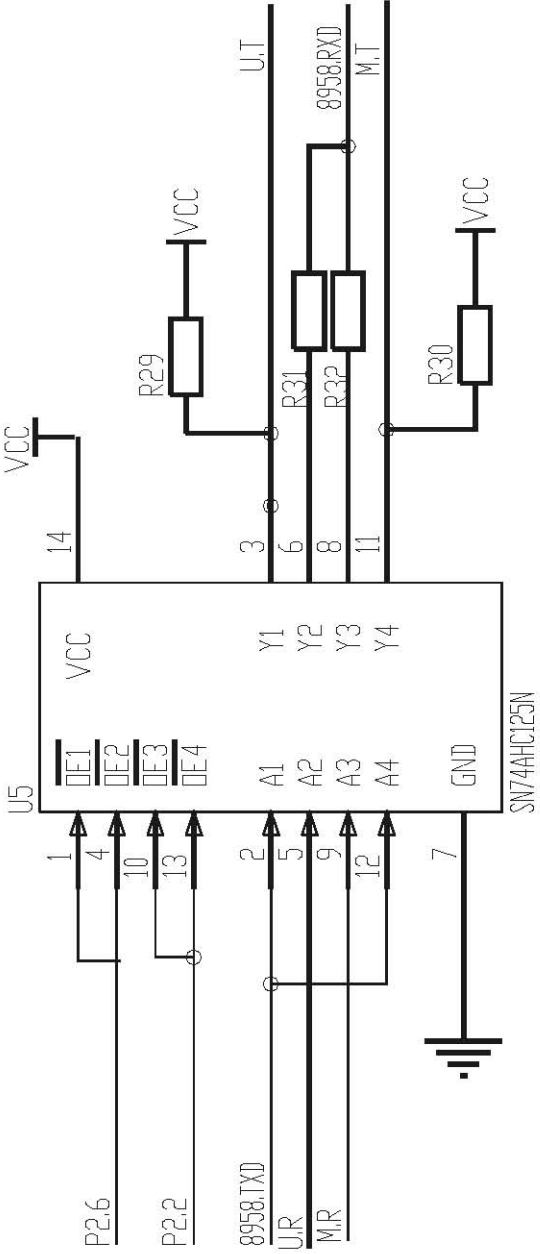 U5
VCC
14
VCC
1
OE1
4
OE2
P2.6
10
OE3
13
OE4
P2.2
R29
VCC
8958.TXD
2
A1
Y1
3
U.T
U.R
5
A2
Y2
6
R31
8958.RXD
M.R
9
A3
Y3
8
R32
12
A4
Y4
11
M.T
7
GND
R30
VCC
SN74AHC125N